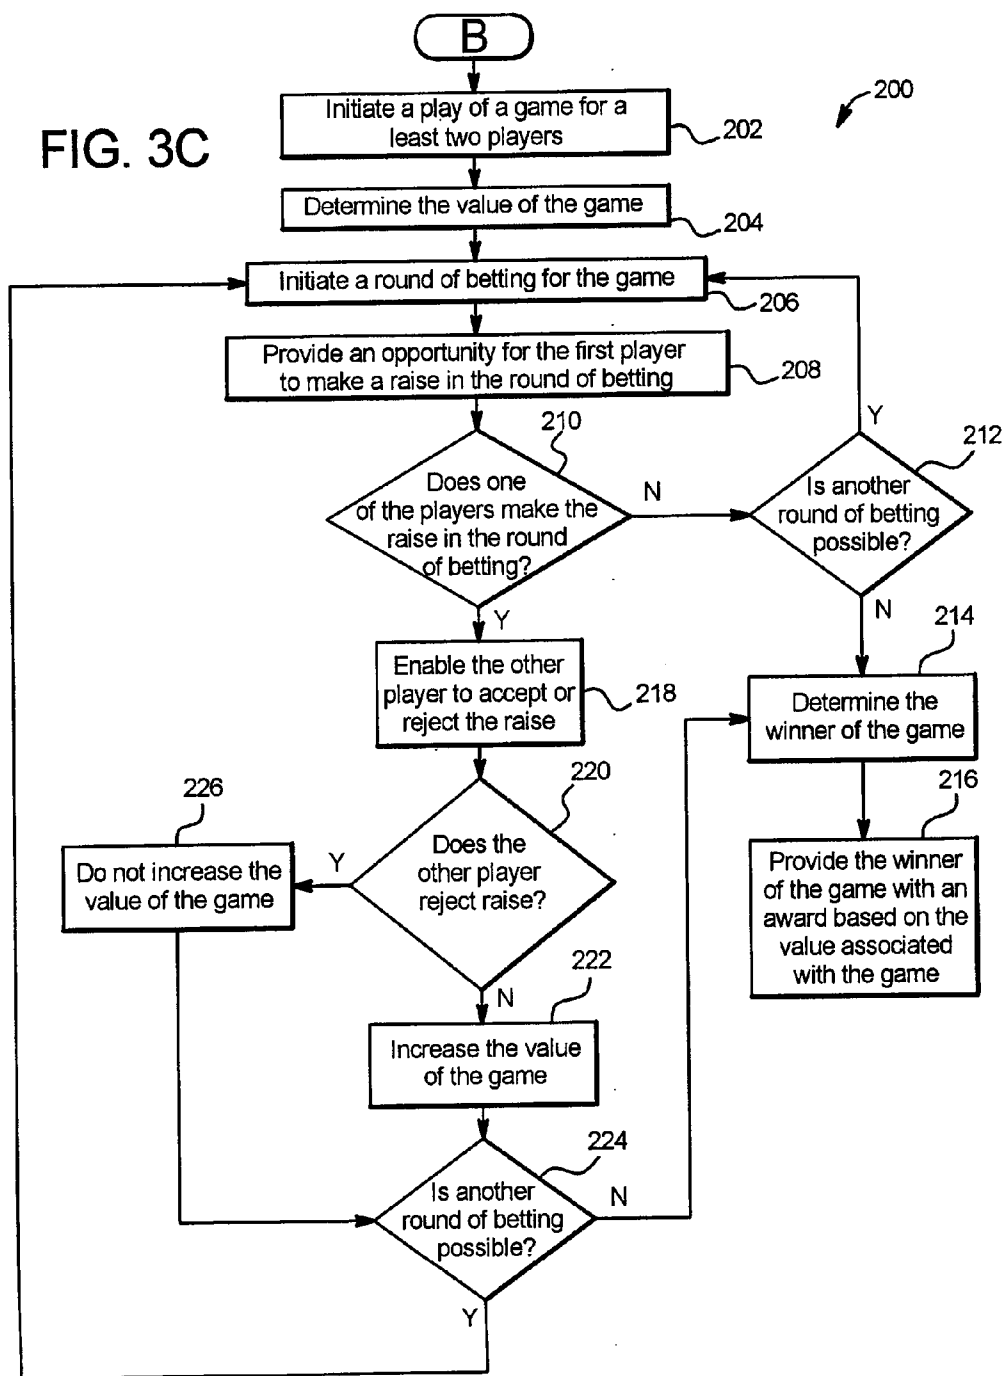 B
200
FIG. 3C
Initiate a play of a game for a
least two players
202
Determine the value of the game
204
Initiate a round of betting for the game
206
Provide an opportunity for the first player
to make a raise in the round of betting
208
210
Does one
of the players make the
raise in the round
of betting?
N
Y
212
Is another
round of betting
possible?
Y
N
214
Determine the
winner of the game
216
Provide the winner
of the game with an
award based on the
value associated
with the game
Enable the other
player to accept or
reject the raise
218
220
Does the
other player
reject raise?
Y
N
226
Do not increase the
value of the game
222
Increase the value
of the game
224
Is another
round of betting
possible?
N
Y